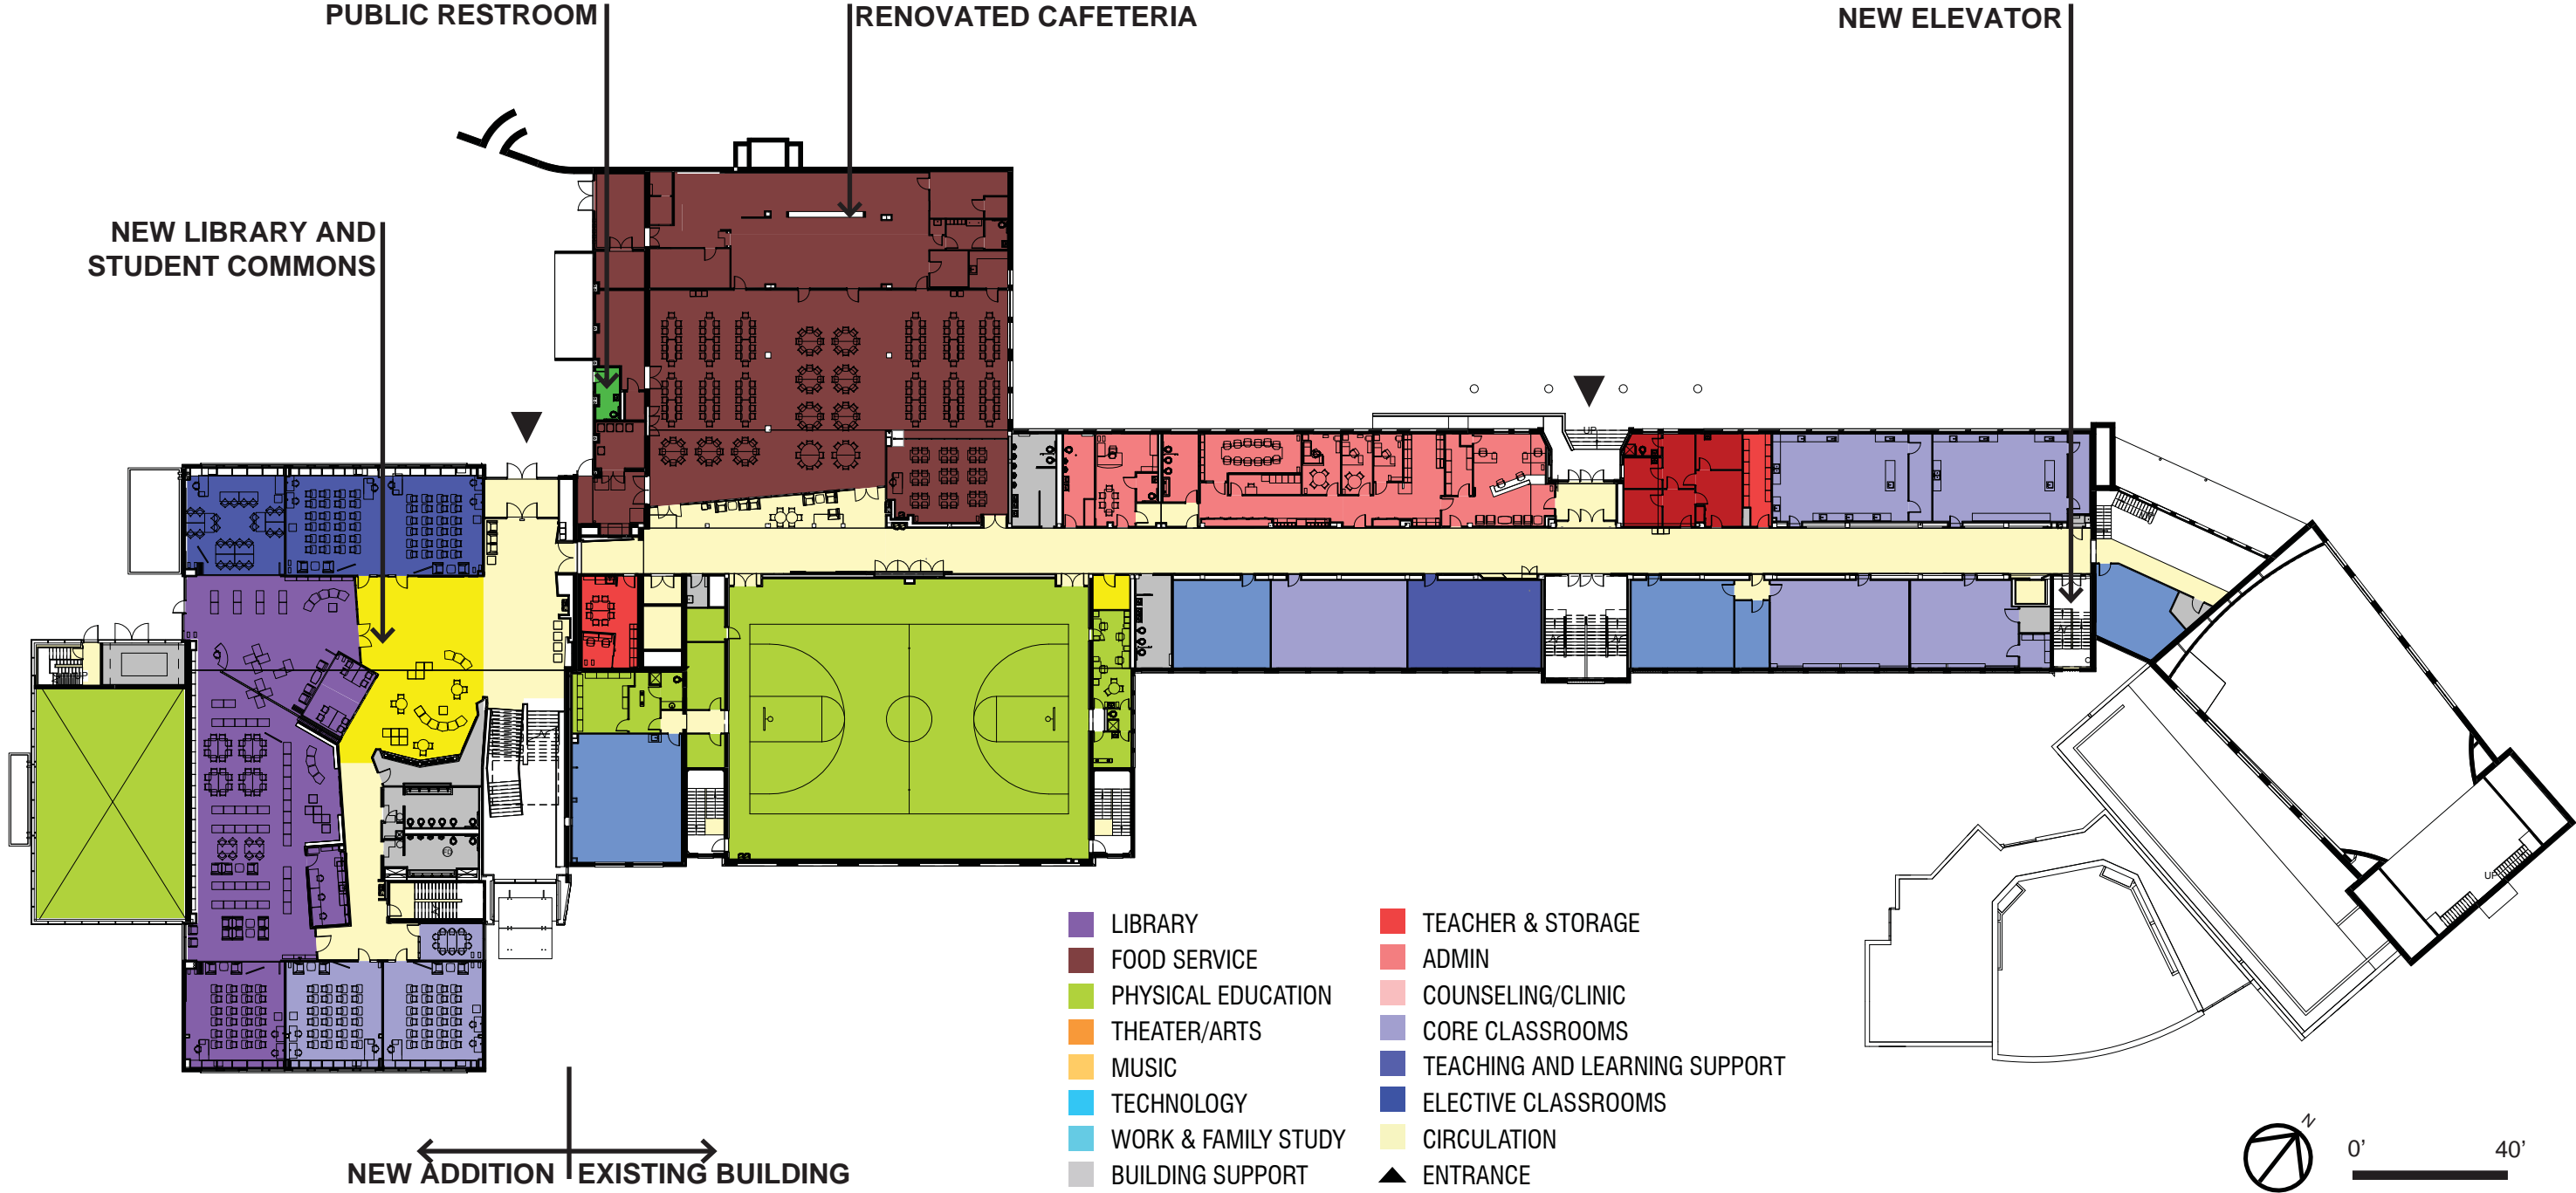 PUBLIC RESTROOM
RENOVATED CAFETERIA
NEW ELEVATOR
NEW LIBRARY AND
STUDENT COMMONS
UP
LIBRARY
FOOD SERVICE
PHYSICAL EDUCATION
THEATER/ARTS
MUSIC
TECHNOLOGY
WORK & FAMILY STUDY
BUILDING SUPPORT
TEACHER & STORAGE
ADMIN
COUNSELING/CLINIC
CORE CLASSROOMS
TEACHING AND LEARNING SUPPORT
ELECTIVE CLASSROOMS
CIRCULATION
ENTRANCE
UP
NEW ADDITION
EXISTING BUILDING
N
0'
40'